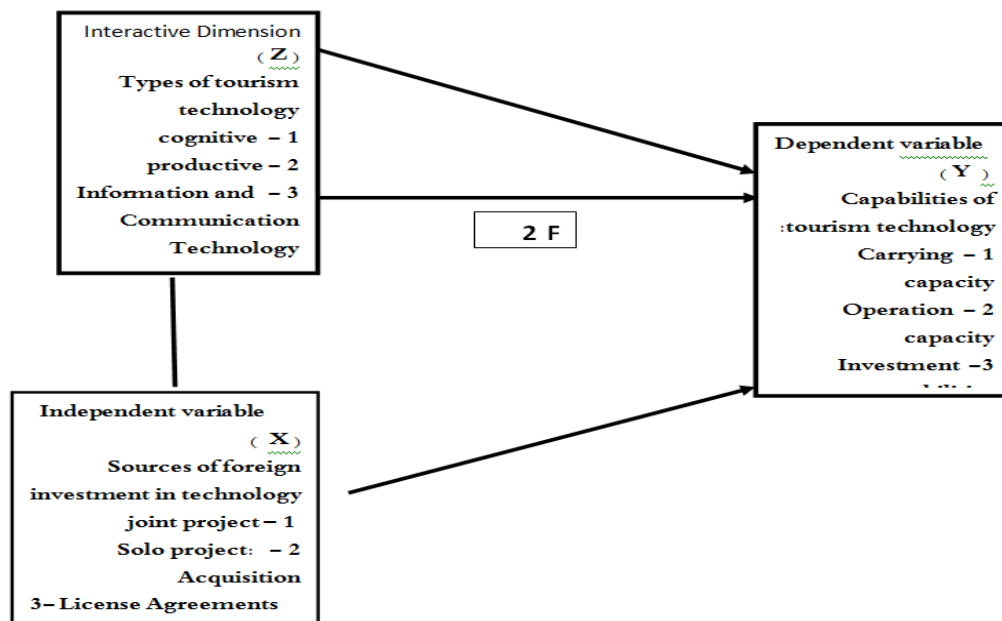 Interactive Dimension
( Z )
Types of tourism
technology
cognitive - 1
productive - 2
Information and - 3
Communication
Technology
2 F
Dependent variable
( Y )
Capabilities of
:tourism technology
Carrying - 1
capacity
Operation - 2
capacity
Investment -3
Independent variable
( X )
Sources of foreign
investment in technology
joint project - 1
Solo project: - 2
Acquisition
3- License Agreements